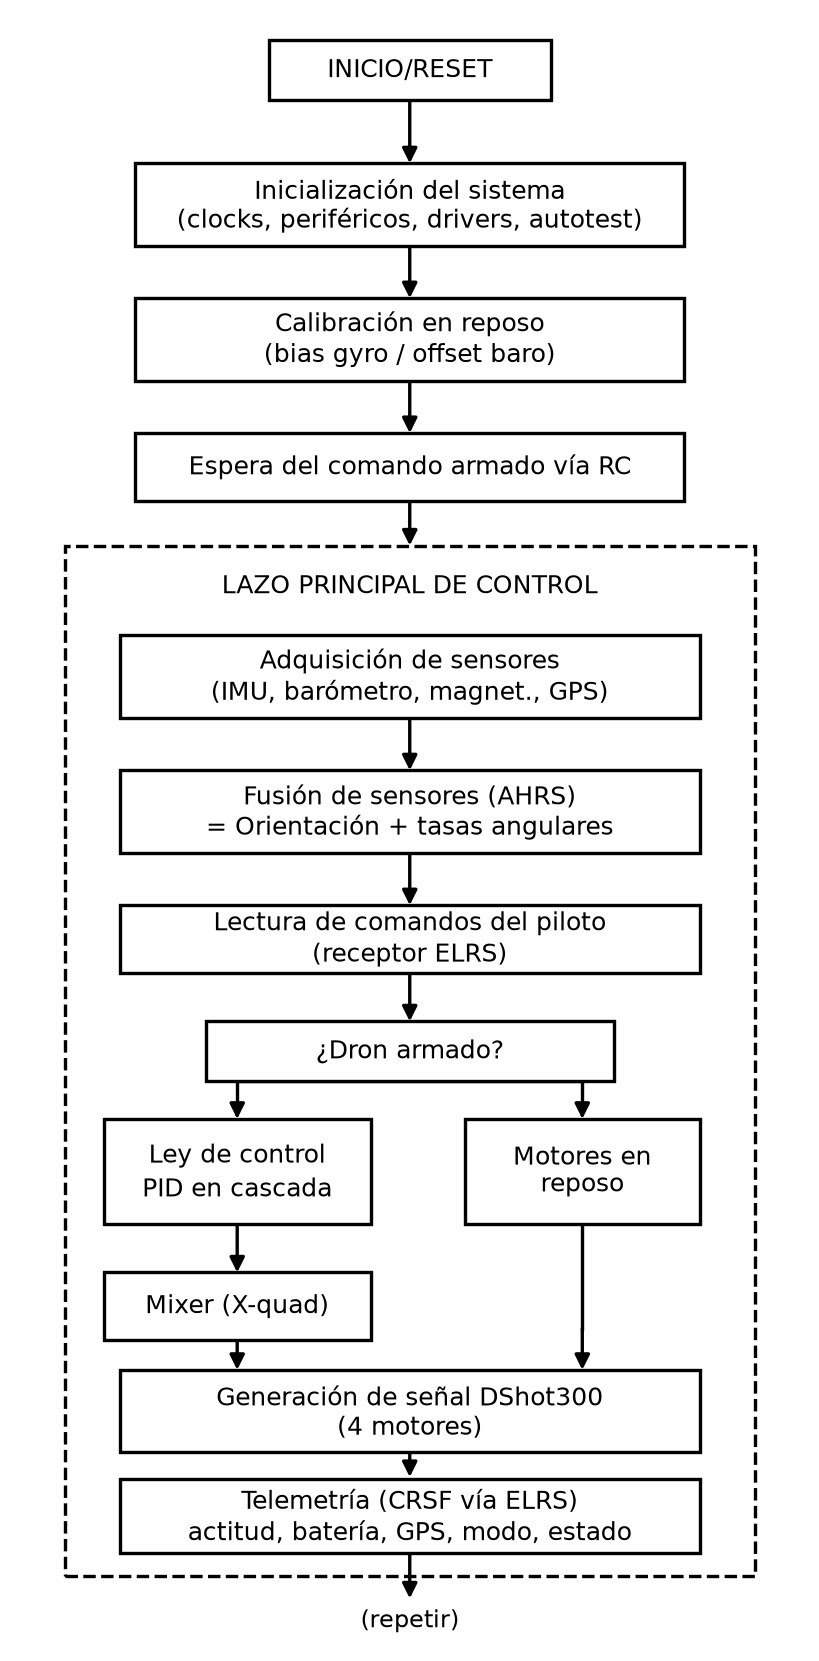 INICIO/RESET
Inicialización del sistema
(clocks, periféricos, drivers, autotest)
Calibración en reposo
(bias gyro / offset baro)
Espera del comando armado vía RC
LAZO PRINCIPAL DE CONTROL
Adquisición de sensores
(IMU, barómetro, magnet., GPS)
Fusión de sensores (AHRS)
= Orientación + tasas angulares
Lectura de comandos del piloto
(receptor ELRS)
¿Dron armado?
Ley de control
PID en cascada
Motores en
reposo
Mixer (X-quad)
Generación de señal DShot300
(4 motores)
Telemetría (CRSF vía ELRS)
actitud, batería, GPS, modo, estado
(repetir)